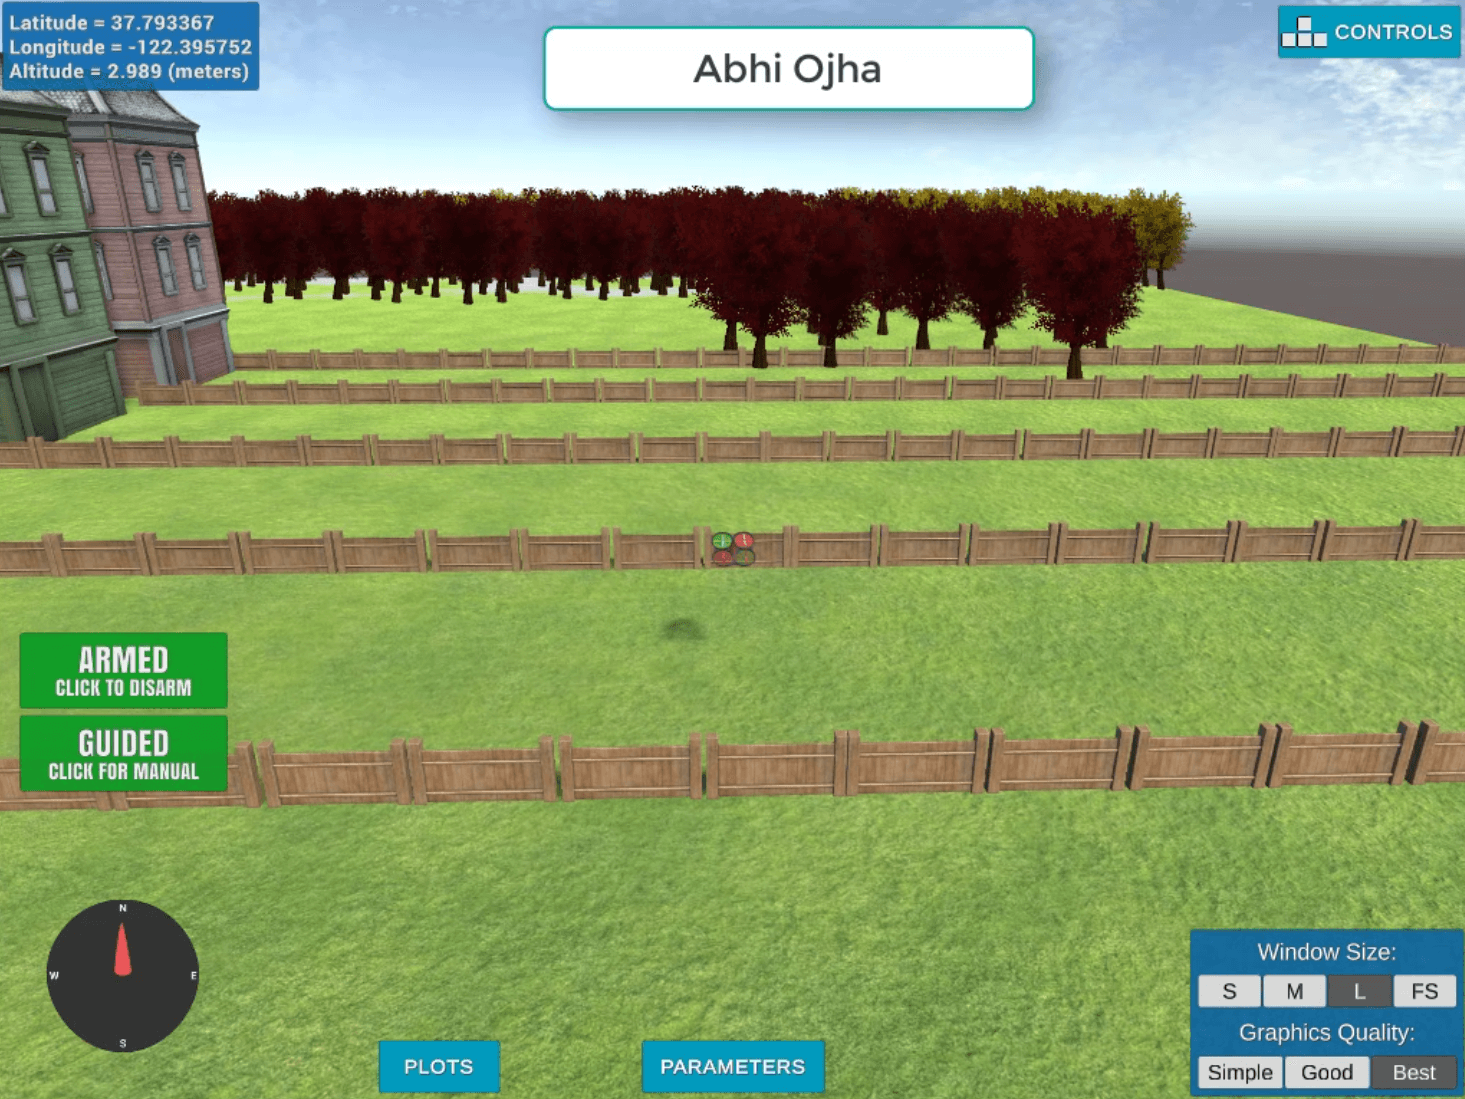 Latitude = 37.793367
Longitude = -122.395752
Altitude = 2.989 (meters)
Abhi Ojha
CONTROLS
ARMED
CLICK TO DISARM
GUIDED
CLICK FOR MANUAL
N
W
E
S
PLOTS
PARAMETERS
Window Size:
S M L FS
Graphics Quality:
Simple Good Best